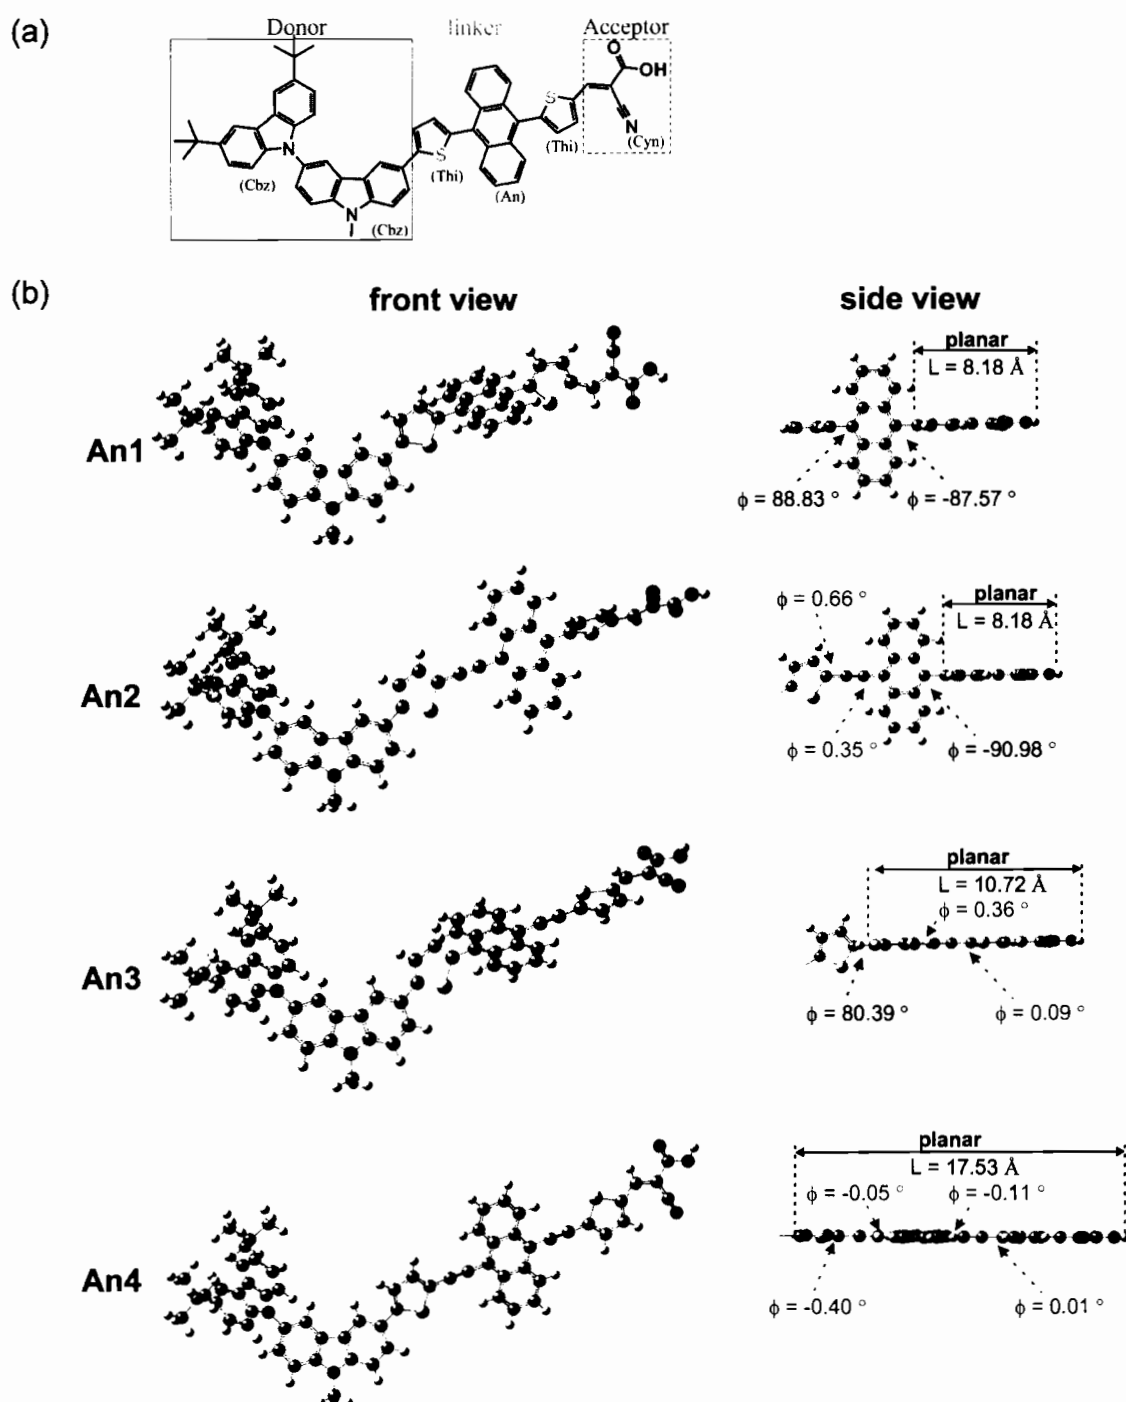 (a)
Donor
linker
Acceptor
O
OH
S
N
(Cyn)
(Thi)
(An)
S
(Thi)
N
(Cbz)
N
(Cbz)
(b)
front view
side view
An1
planar
L = 8.18 Å
ϕ = 88.83 °
ϕ = -87.57 °
An2
ϕ = 0.66 °
planar
L = 8.18 Å
ϕ = 0.35 °
ϕ = -90.98 °
An3
planar
L = 10.72 Å
ϕ = 0.36 °
ϕ = 80.39 °
ϕ = 0.09 °
An4
planar
L = 17.53 Å
ϕ = -0.05 °
ϕ = -0.11 °
ϕ = -0.40 °
ϕ = 0.01 °